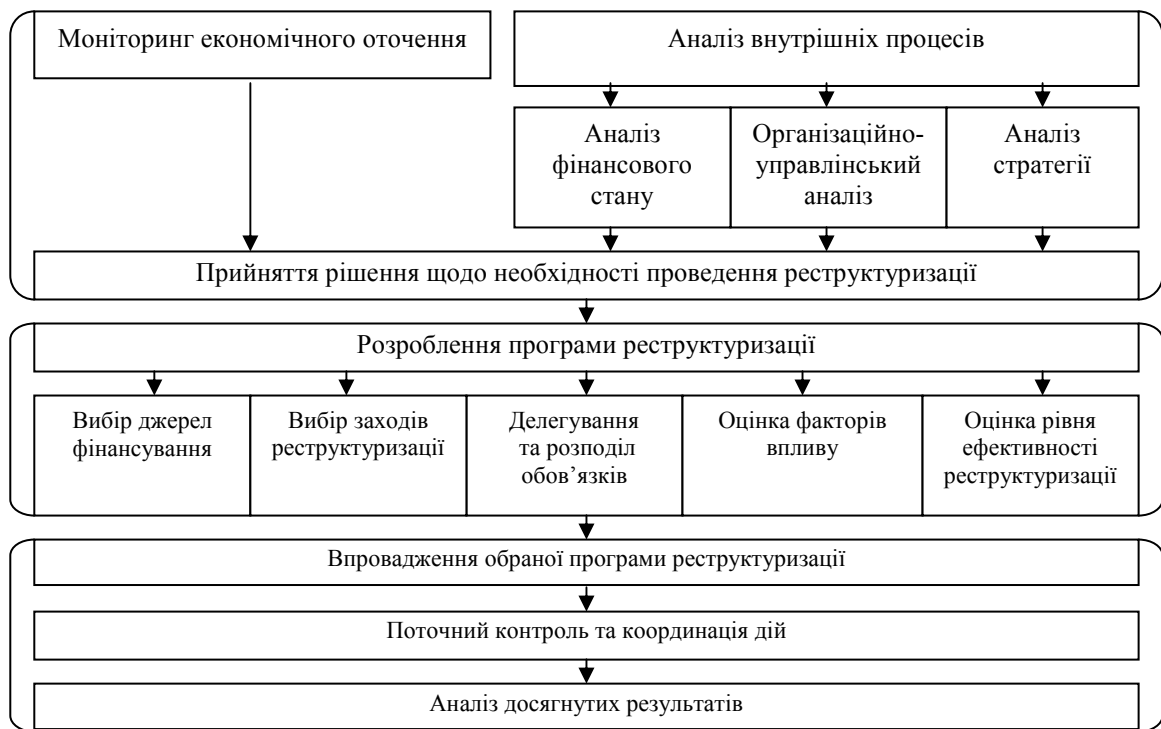 Моніторинг економічного оточення
Аналіз внутрішніх процесів
Аналіз
фінансового
стану
Організаційно-
управлінський
аналіз
Аналіз
стратегії
Прийняття рішення щодо необхідності проведення реструктуризації
Розроблення програми реструктуризації
Вибір джерел
фінансування
Вибір заходів
реструктуризації
Делегування
та розподіл
обов’язків
Оцінка факторів
впливу
Оцінка рівня
ефективності
реструктуризації
Впровадження обраної програми реструктуризації
Поточний контроль та координація дій
Аналіз досягнутих результатів